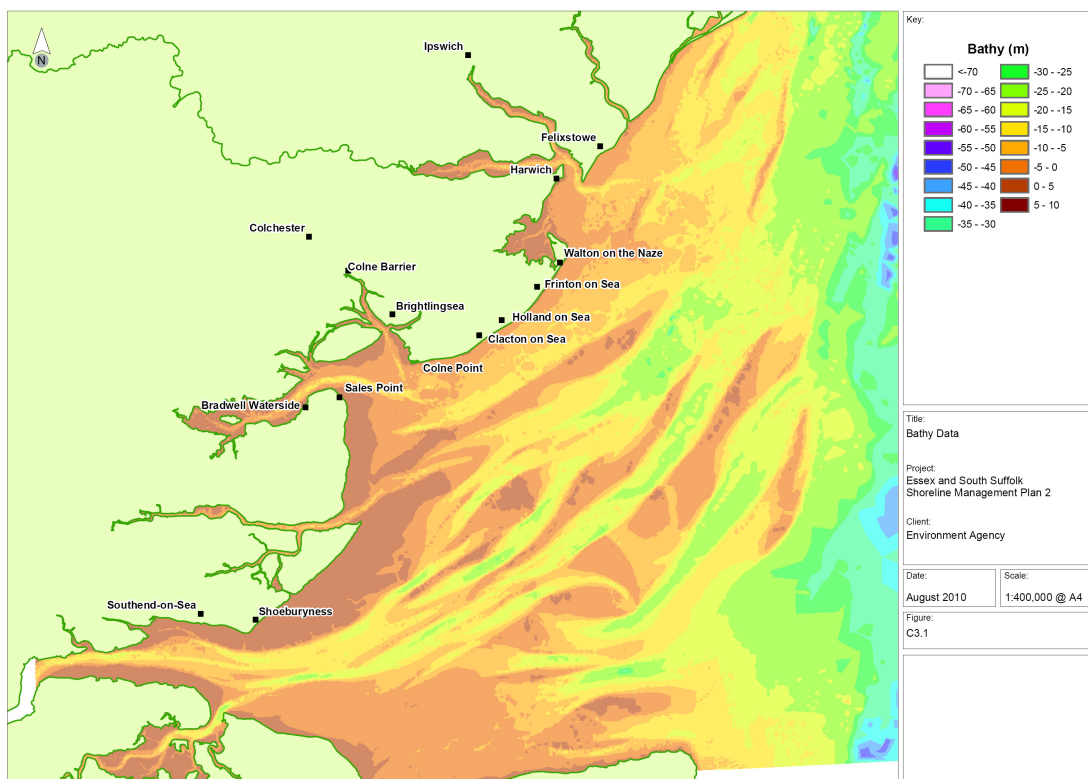 N
Ipswich
Felixstowe
Harwich
Colchester
Walton on the Naze
Colne Barrier
Frinton on Sea
Brightlingsea
Holland on Sea
Clacton on Sea
Colne Point
Sales Point
Bradwell Waterside
Southend-on-Sea
Shoeburyness
Key:
Bathy (m)
<-70
-70 - -65
-65 - -60
-60 - -55
-55 - -50
-50 - -45
-45 - -40
-40 - -35
-35 - -30
-30 - -25
-25 - -20
-20 - -15
-15 - -10
-10 - -5
-5 - 0
0 - 5
5 - 10
Title:
Bathy Data
Project:
Essex and South Suffolk
Shoreline Management Plan 2
Client:
Environment Agency
Date:
August 2010
Scale:
1:400,000 @ A4
Figure:
C3.1